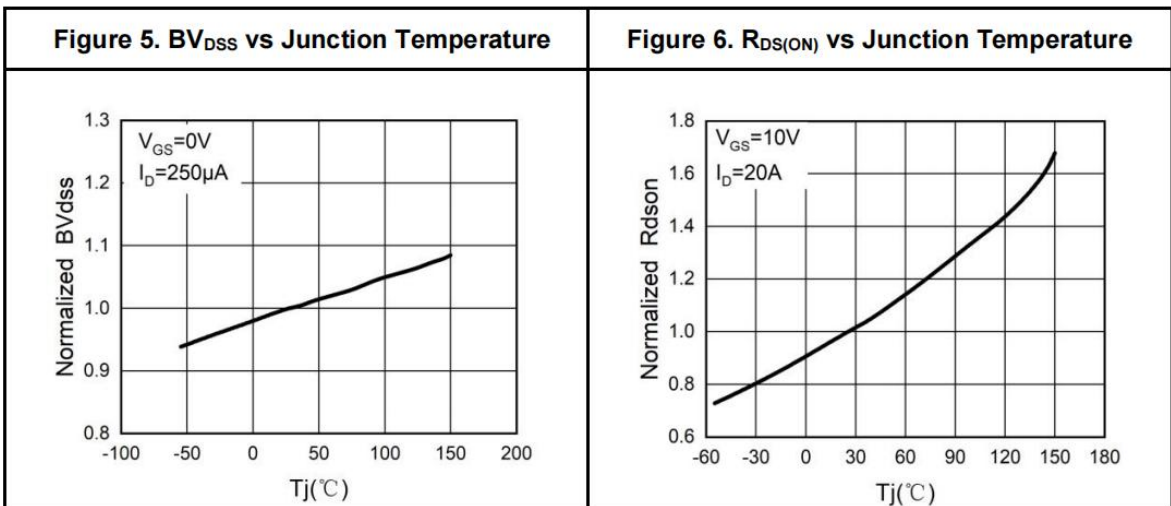 Figure 5. BVDSS vs Junction Temperature
Figure 6. RDS(ON) vs Junction Temperature
1.3
1.2
1.1
1.0
0.9
0.8
Normalized BVdss
VGS=0V
ID=250μA
-100 -50 0 50 100 150 200
Tj(℃)
1.8
1.6
1.4
1.2
1.0
0.8
0.6
Normalized Rdson
VGS=10V
ID=20A
-60 -30 0 30 60 90 120 150 180
Tj(℃)